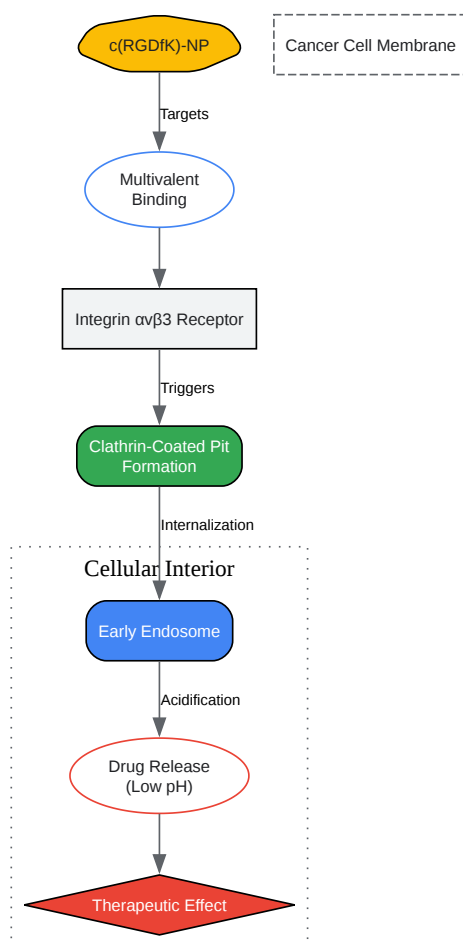 c(RGDfK)-NP
Cancer Cell Membrane
Targets
Multivalent
Binding
Integrin αvβ3 Receptor
Triggers
Clathrin-Coated Pit
Formation
Internalization
Cellular Interior
Early Endosome
Acidification
Drug Release
(Low pH)
Therapeutic Effect